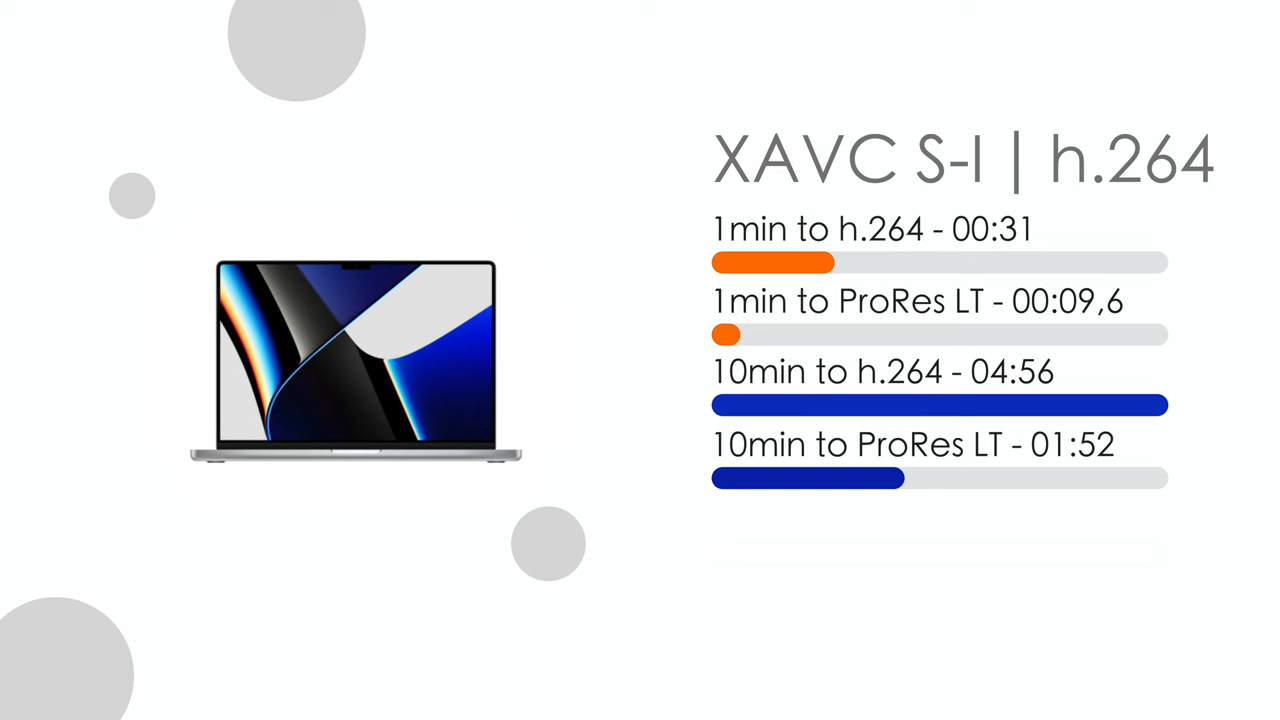 XAVC S-I | h.264
1min to h.264 - 00:31
1min to ProRes LT - 00:09,6
10min to h.264 - 04:56
10min to ProRes LT - 01:52